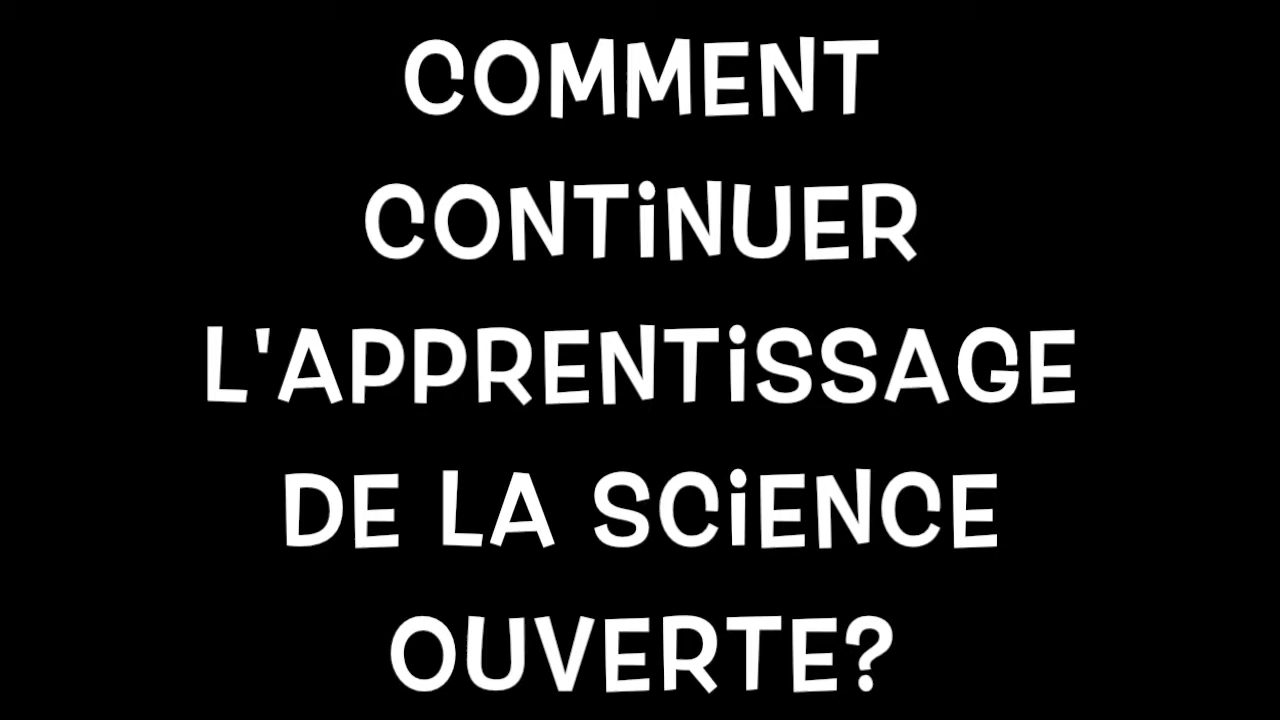 COMMENT
CONTiNUER
L'APPRENTiSSAGE
DE LA SCiENCE
OUVERTE?